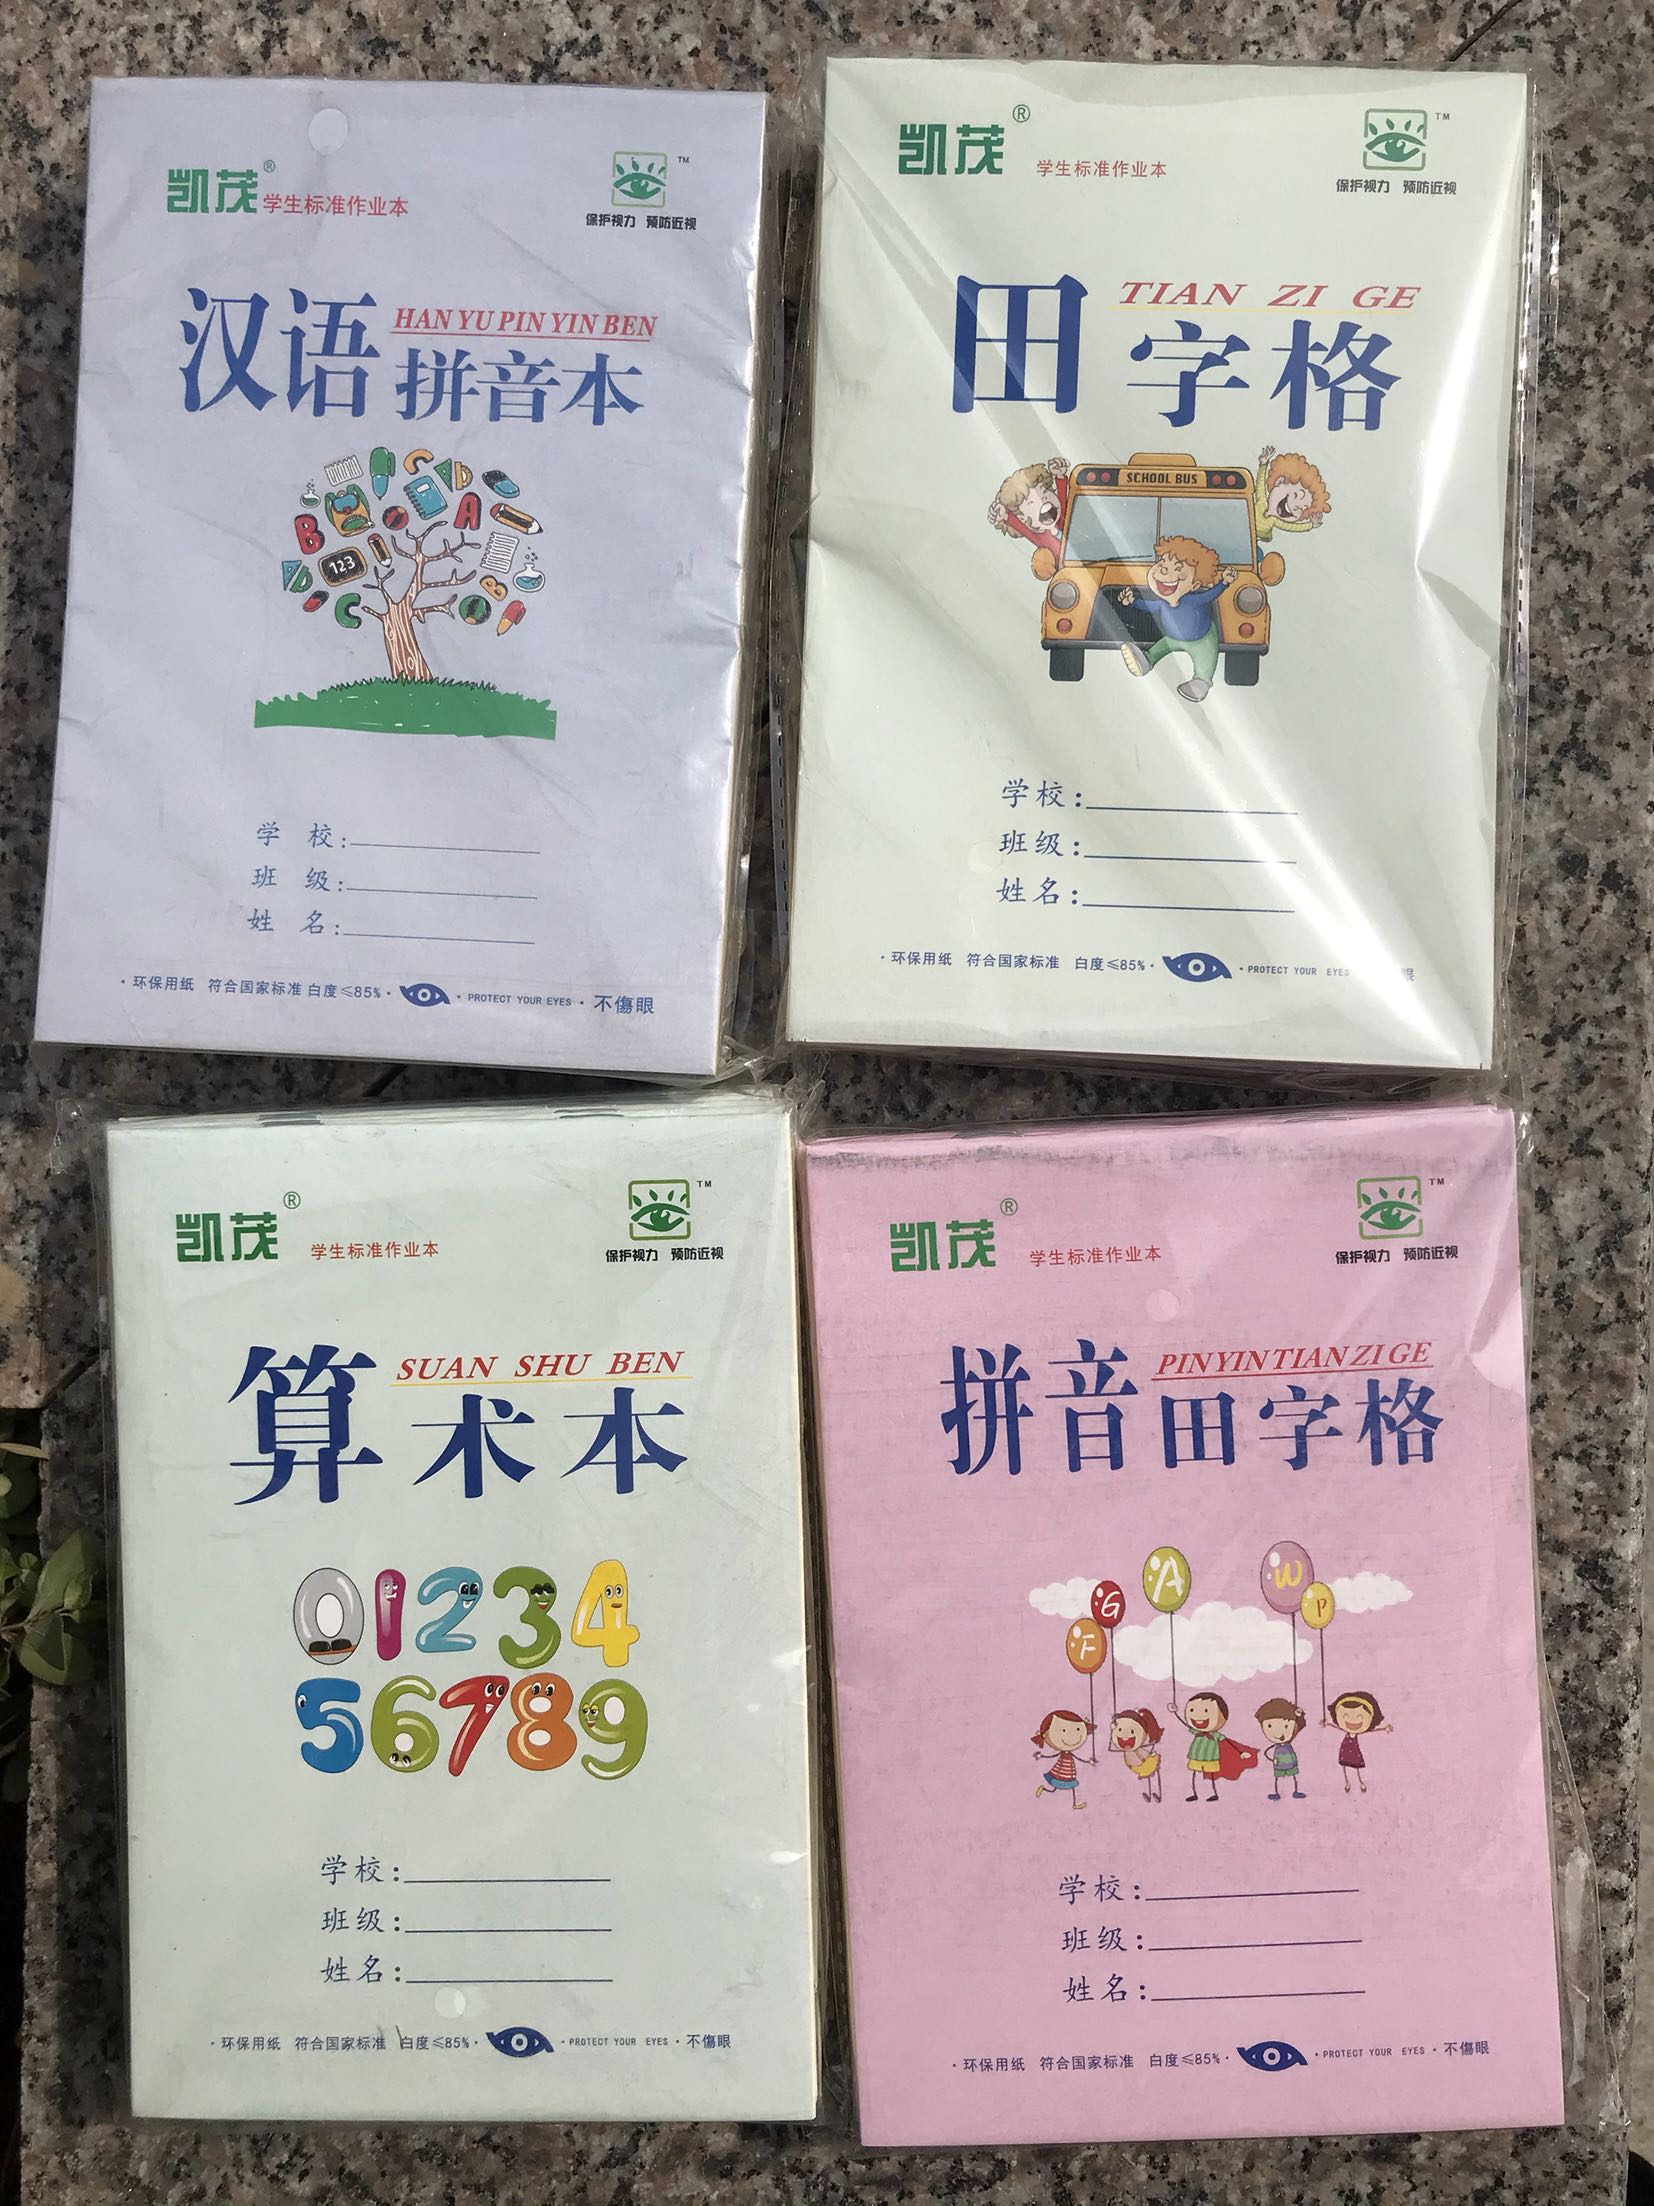 凯茂®
学生标准作业本
TM
保护视力 预防近视
汉语拼音本
HAN YU PIN YIN BEN
B
C
A
123
C
B
学 校:
班 级:
姓 名:
·环保用纸 符合国家标准 白度≤85%· ·PROTECT YOUR EYES·不傷眼
凯茂®
学生标准作业本
TM
保护视力 预防近视
田字格
TIAN ZI GE
SCHOOL BUS
学校:
班级:
姓名:
·环保用纸 符合国家标准 白度≤85%· ·PROTECT YOUR EYES 眼
凯茂®
学生标准作业本
TM
保护视力 预防近视
算术本
SUAN SHU BEN
01234
56789
学校:
班级:
姓名:
·环保用纸 符合国家标准 白度≤85%· ·PROTECT YOUR EYES·不傷眼
凯茂®
学生标准作业本
TM
保护视力 预防近视
拼音田字格
PINYINTIANZIGE
F
G
A
W
P
学校:
班级:
姓名:
·环保用纸 符合国家标准 白度≤85%· ·PROTECT YOUR EYES·不傷眼